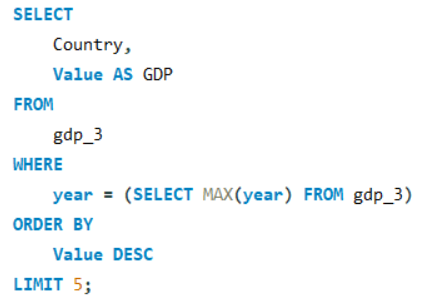 SELECT
    Country,
    Value AS GDP
FROM
    gdp_3
WHERE
    year = (SELECT MAX(year) FROM gdp_3)
ORDER BY
    Value DESC
LIMIT 5;